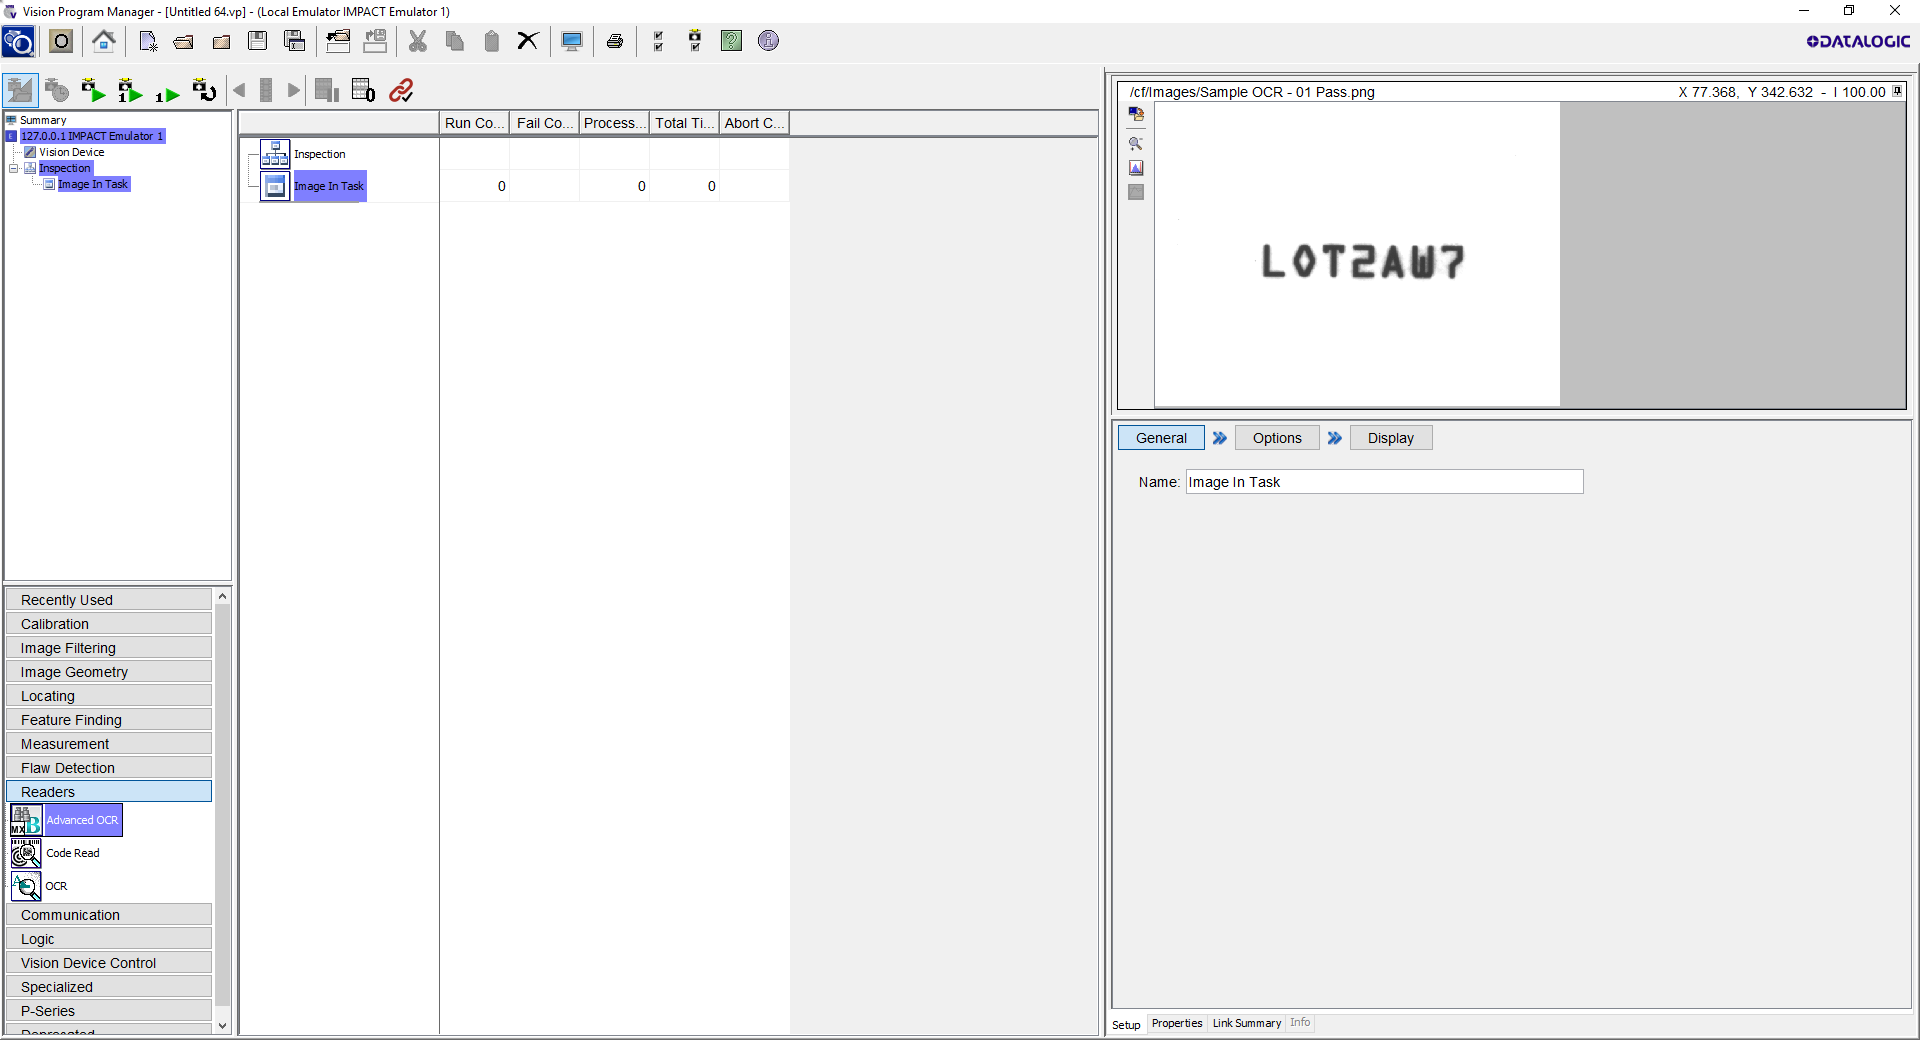 Vision Program Manager - [Untitled 64.vp] - (Local Emulator IMPACT Emulator 1)
DATALOGIC
Summary
127.0.0.1 IMPACT Emulator 1
Vision Device
Inspection
Image In Task
Run Co... Fail Co... Process... Total Ti... Abort C...
Inspection
Image In Task 0 0 0
/cf/Images/Sample OCR - 01 Pass.png X 77.368, Y 342.632 - I 100.00
LOT2AW7
General Options Display
Name: Image In Task
Recently Used
Calibration
Image Filtering
Image Geometry
Locating
Feature Finding
Measurement
Flaw Detection
Readers
MX B Advanced OCR
Code Read
OCR
Communication
Logic
Vision Device Control
Specialized
P-Series
Deprecated
Setup Properties Link Summary Info